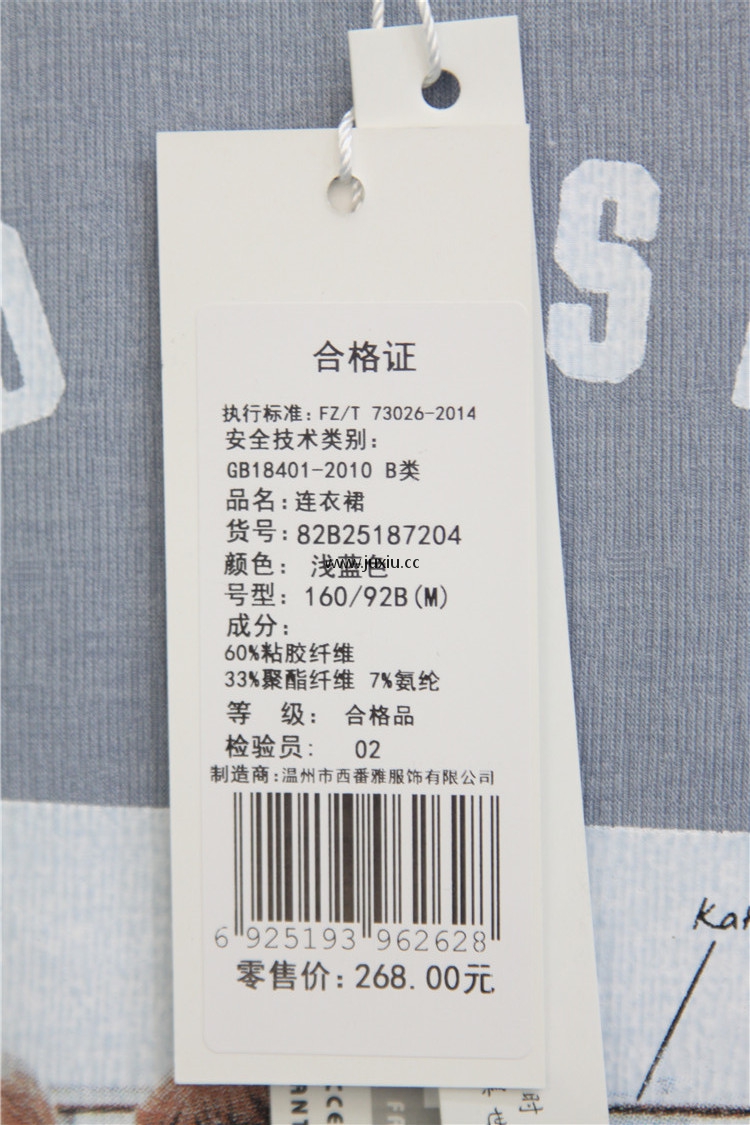 S
合格证
执行标准: FZ/T 73026-2014
安全技术类别:
GB18401-2010 B类
品名: 连衣裙
货号: 82B25187204
颜色: 浅蓝色
www.juxiu.cc
号型: 160/92B(M)
成分:
60%粘胶纤维
33%聚酯纤维 7%氨纶
等 级: 合格品
检验员: 02
制造商:温州市西番雅服饰有限公司
6 925193 962628
零售价: 268.00元